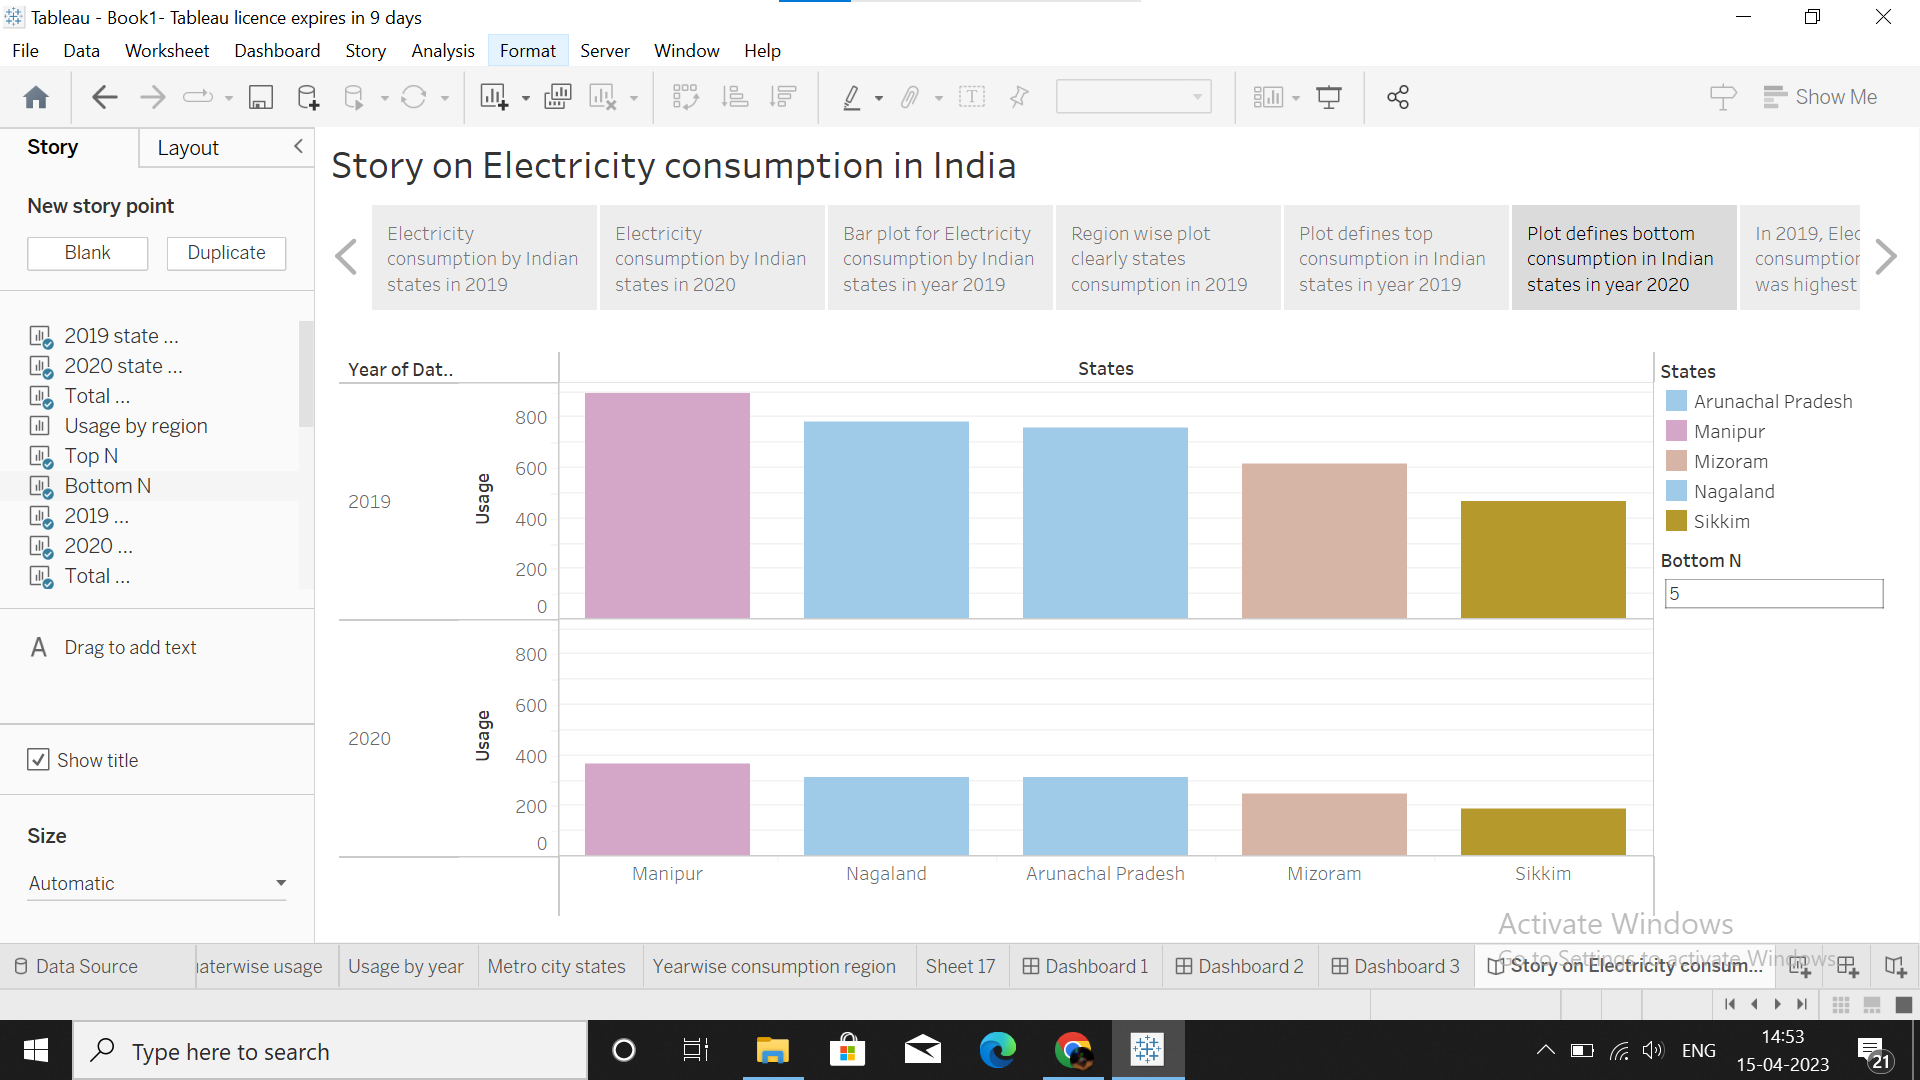 Tableau - Book1- Tableau licence expires in 9 days
File Data Worksheet Dashboard Story Analysis Format Server Window Help
Show Me
Story Layout
New story point
Blank Duplicate
2019 state ...
2020 state ...
Total ...
Usage by region
Top N
Bottom N
2019 ...
2020 ...
Total ...
A Drag to add text
Show title
Size
Automatic
Story on Electricity consumption in India
Electricity
consumption by Indian
states in 2019
Electricity
consumption by Indian
states in 2020
Bar plot for Electricity
consumption by Indian
states in year 2019
Region wise plot
clearly states
consumption in 2019
Plot defines top
consumption in Indian
states in year 2019
Plot defines bottom
consumption in Indian
states in year 2020
In 2019, Elec
consumption
was highest
Year of Dat..
States
2019
Usage
800
600
400
200
0
2020
Usage
800
600
400
200
0
Manipur Nagaland Arunachal Pradesh Mizoram Sikkim
States
Arunachal Pradesh
Manipur
Mizoram
Nagaland
Sikkim
Bottom N
5
Activate Windows
Go to Settings to activate Windows
Data Source aterwise usage Usage by year Metro city states Yearwise consumption region Sheet 17 Dashboard 1 Dashboard 2 Dashboard 3 Story on Electricity consum...
Type here to search
ENG
14:53
15-04-2023
21